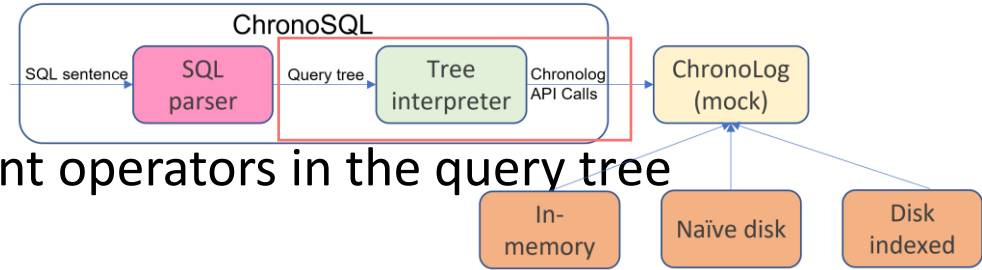 ChronoSQL
SQL sentence
SQL
parser
Query tree
Tree
interpreter
Chronolog
API Calls
ChronoLog
(mock)
nt operators in the query tree
In-
memory
Naïve disk
Disk
indexed